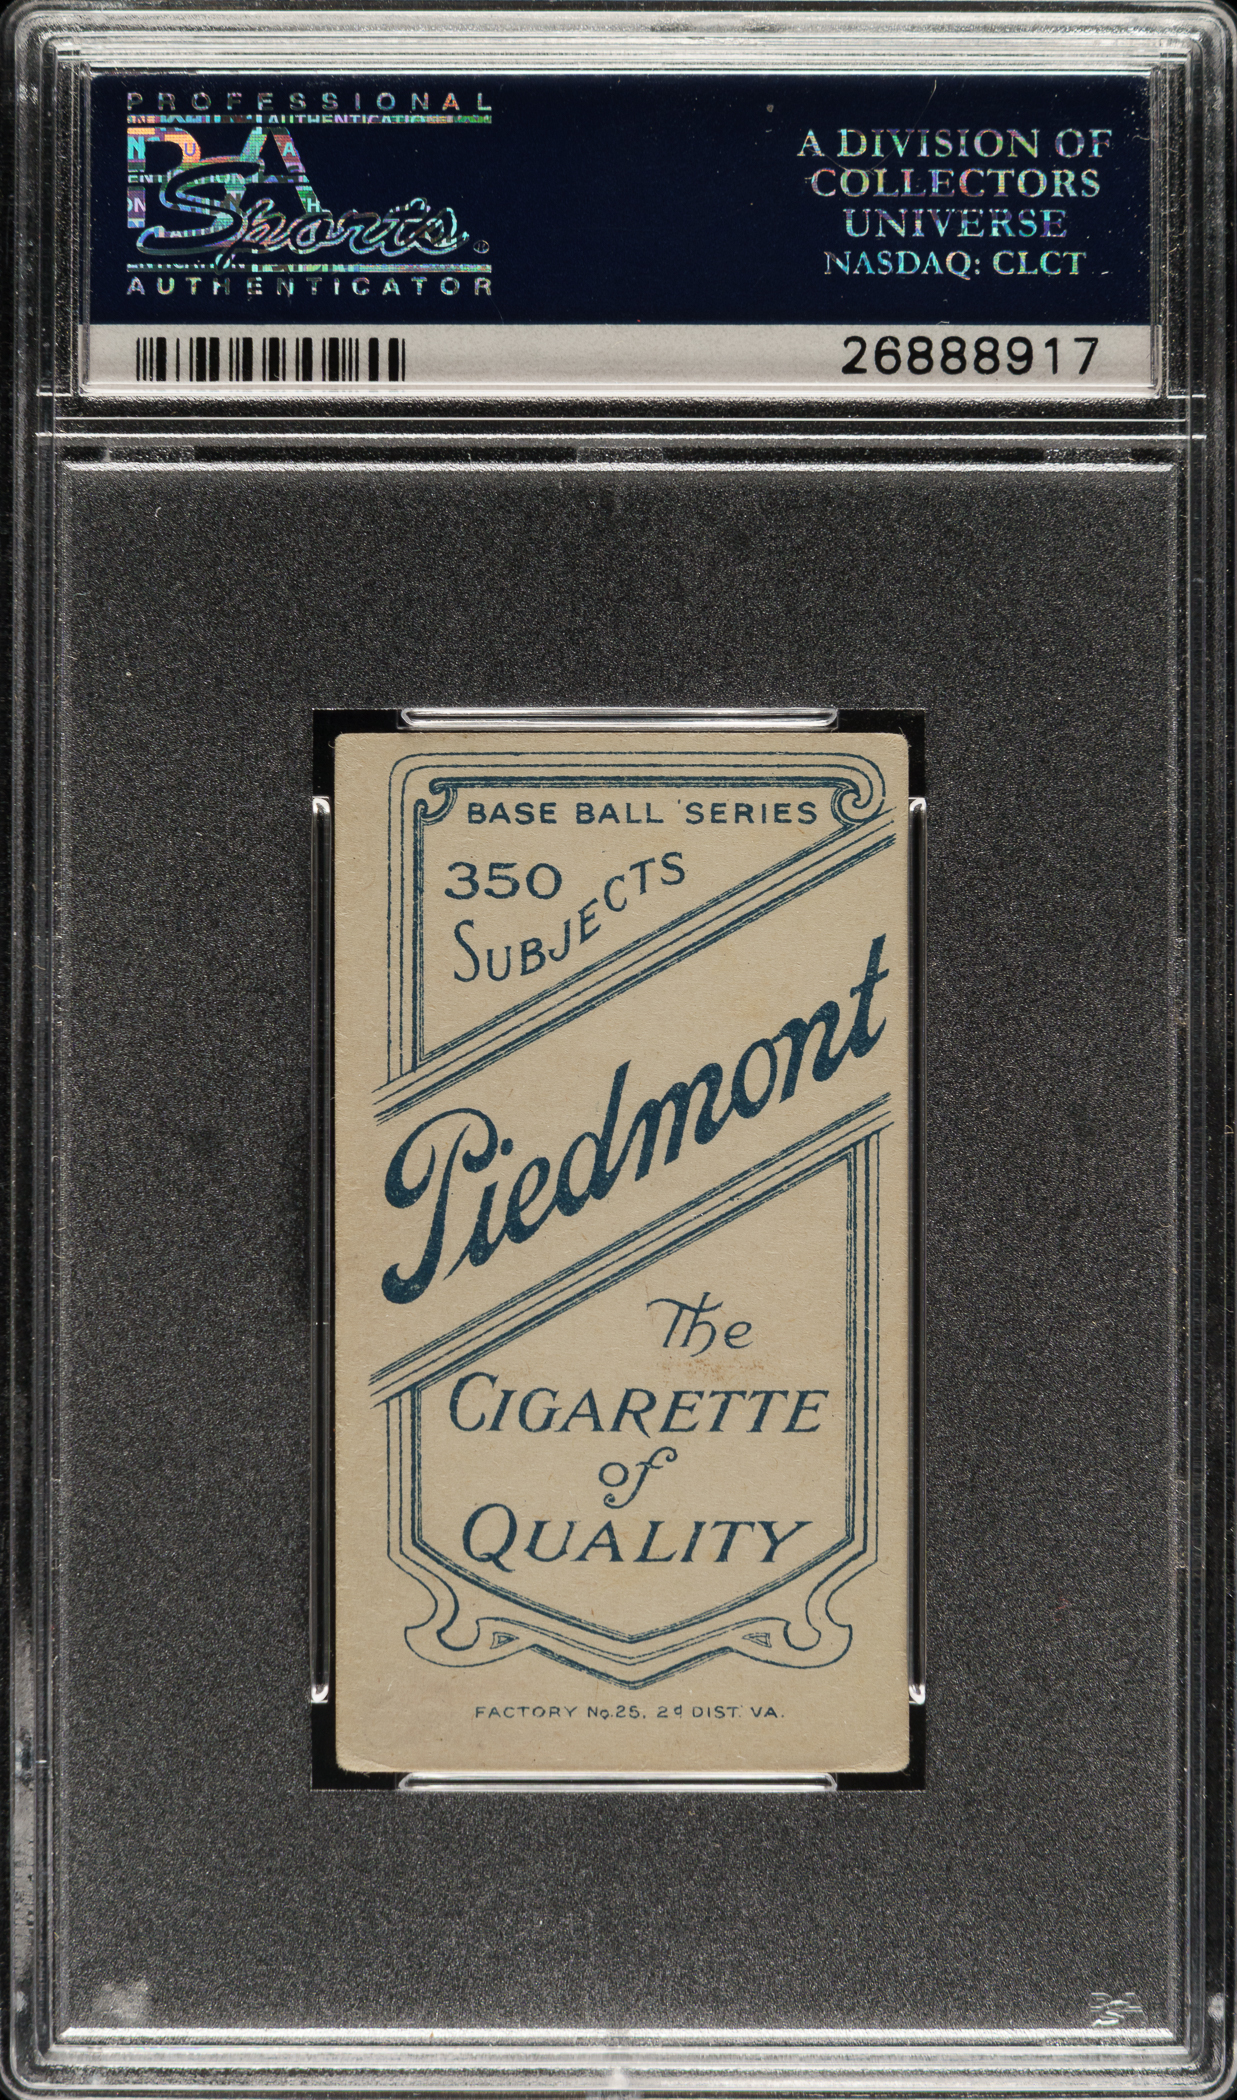 PROFESSIONAL
PSA
Sports
AUTHENTICATOR
A DIVISION OF
COLLECTORS
UNIVERSE
NASDAQ: CLCT
26888917
BASE BALL SERIES
350
SUBJECTS
Piedmont
The
CIGARETTE
of
QUALITY
FACTORY No. 25, 2d DIST. VA.